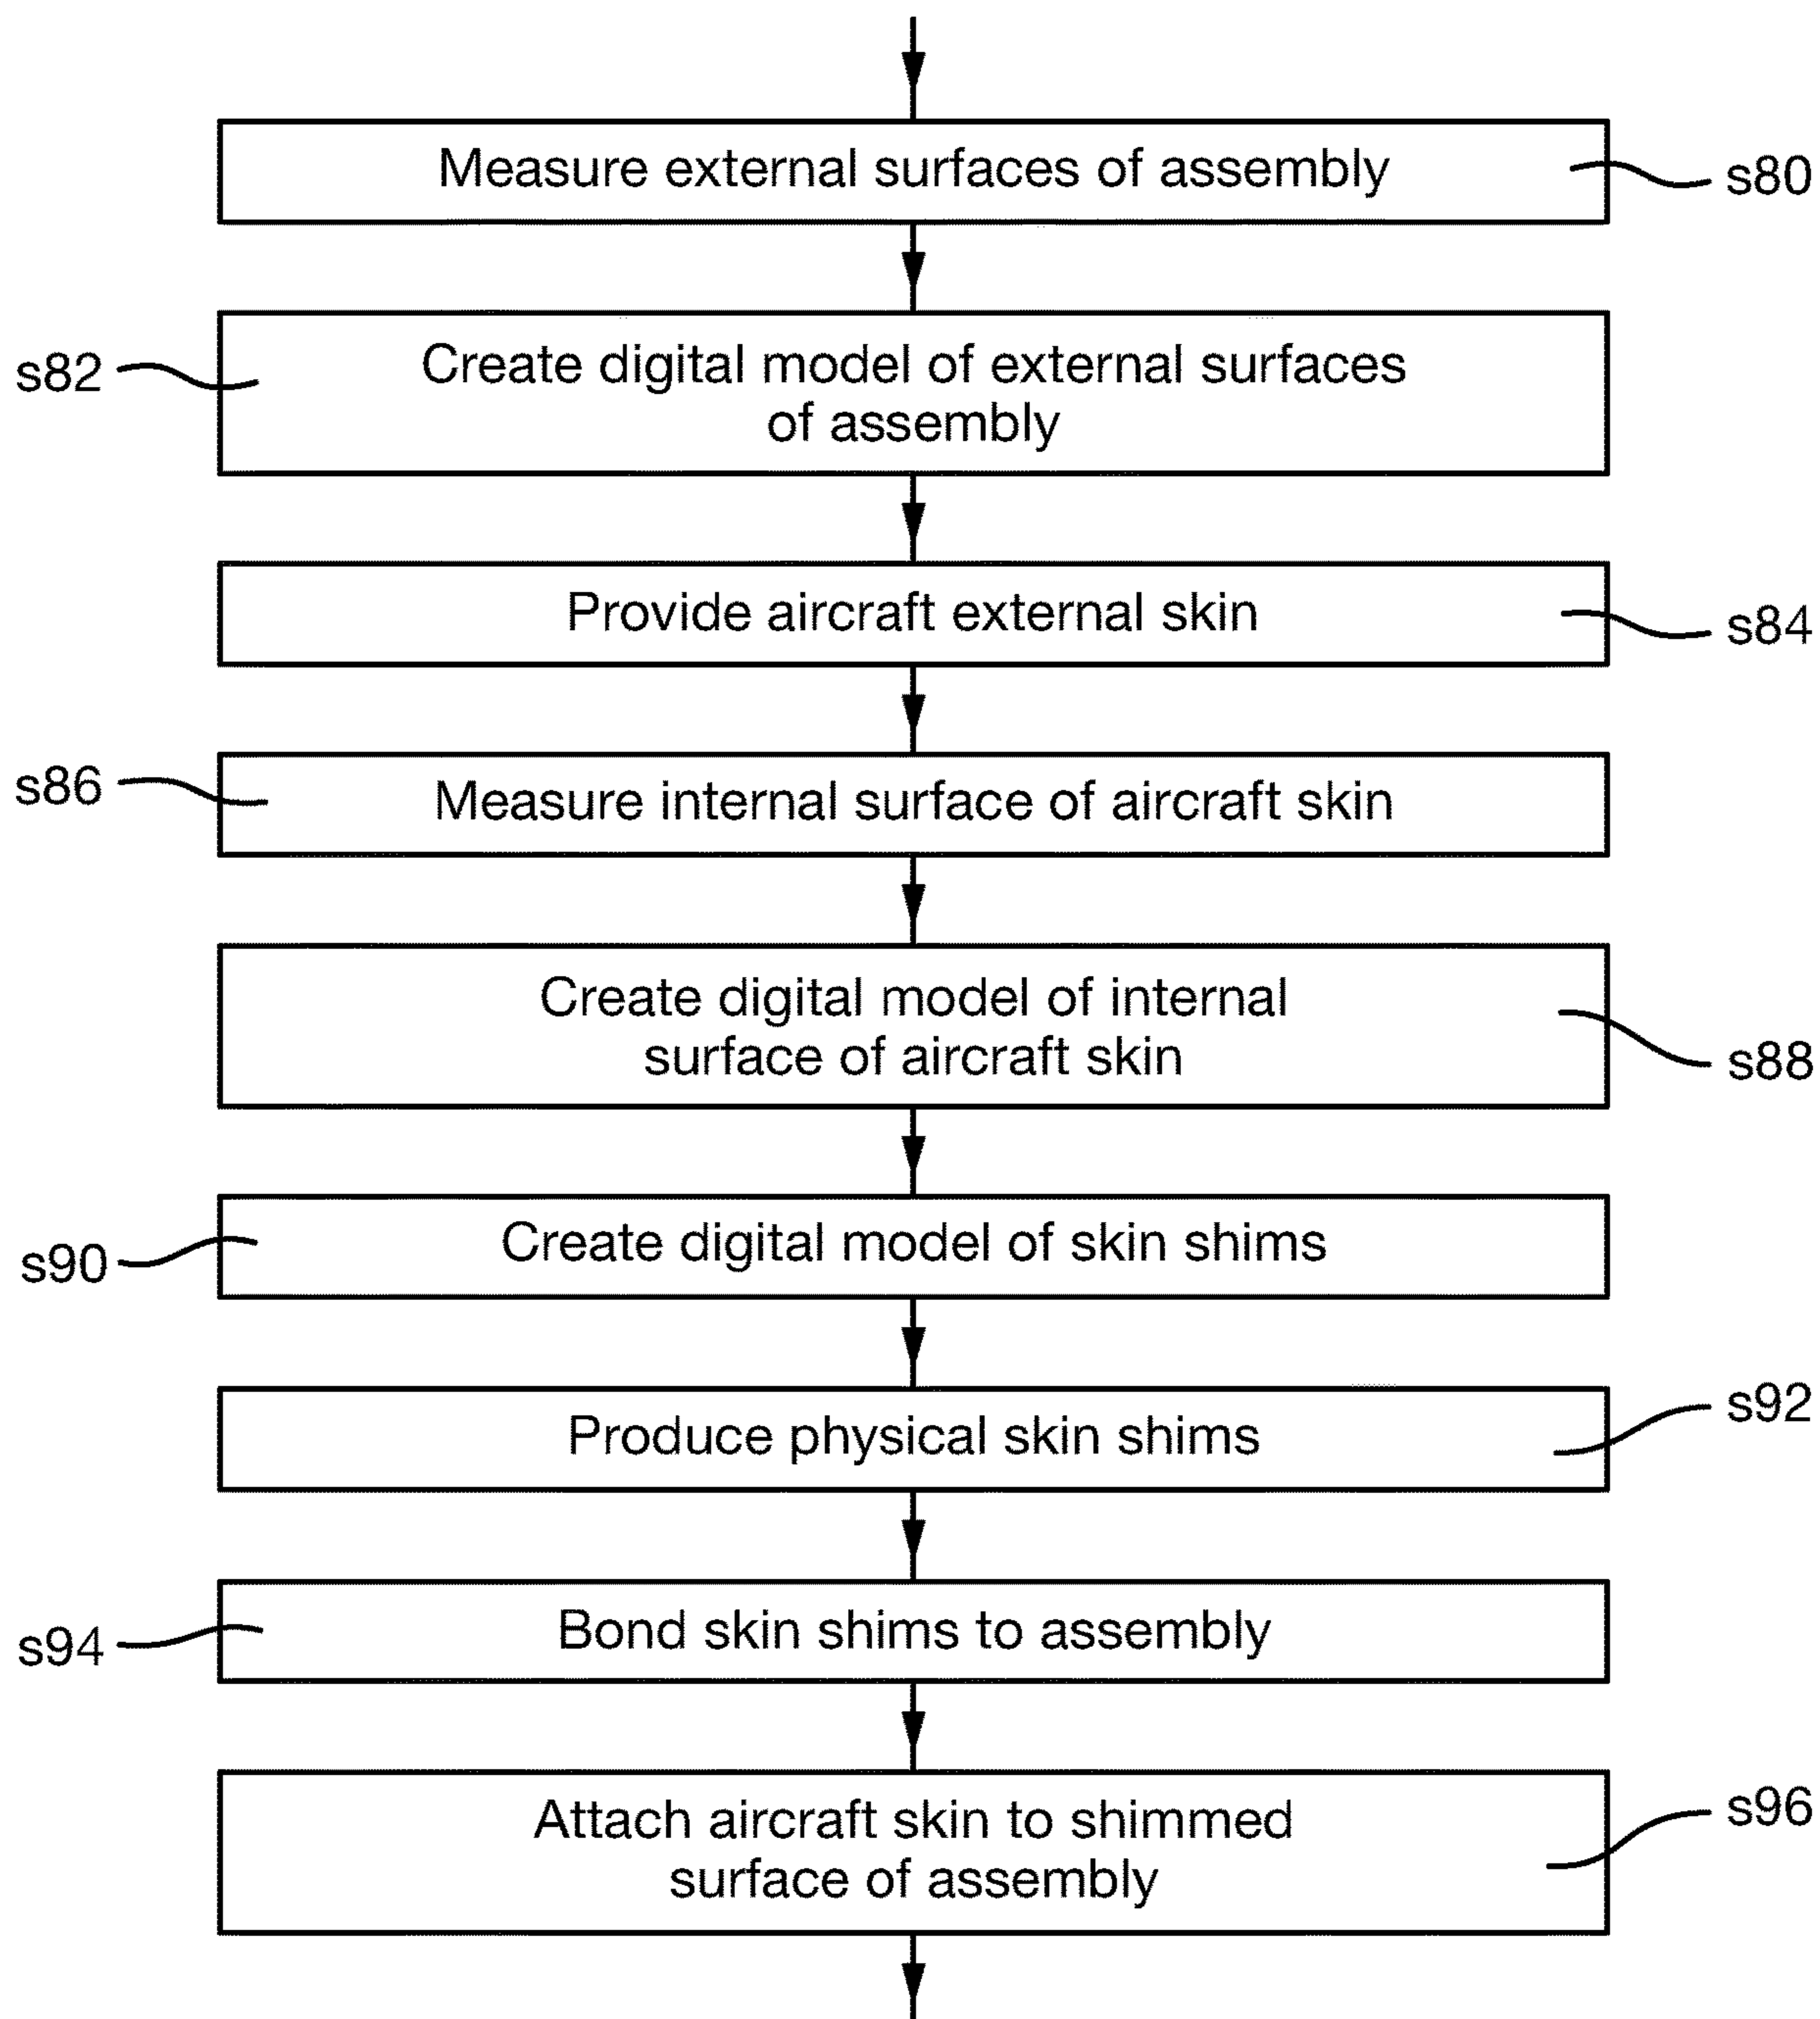 Measure external surfaces of assembly
s80
s82
Create digital model of external surfaces
of assembly
Provide aircraft external skin
s84
s86
Measure internal surface of aircraft skin
Create digital model of internal
surface of aircraft skin
s88
s90
Create digital model of skin shims
Produce physical skin shims
s92
s94
Bond skin shims to assembly
Attach aircraft skin to shimmed
surface of assembly
s96